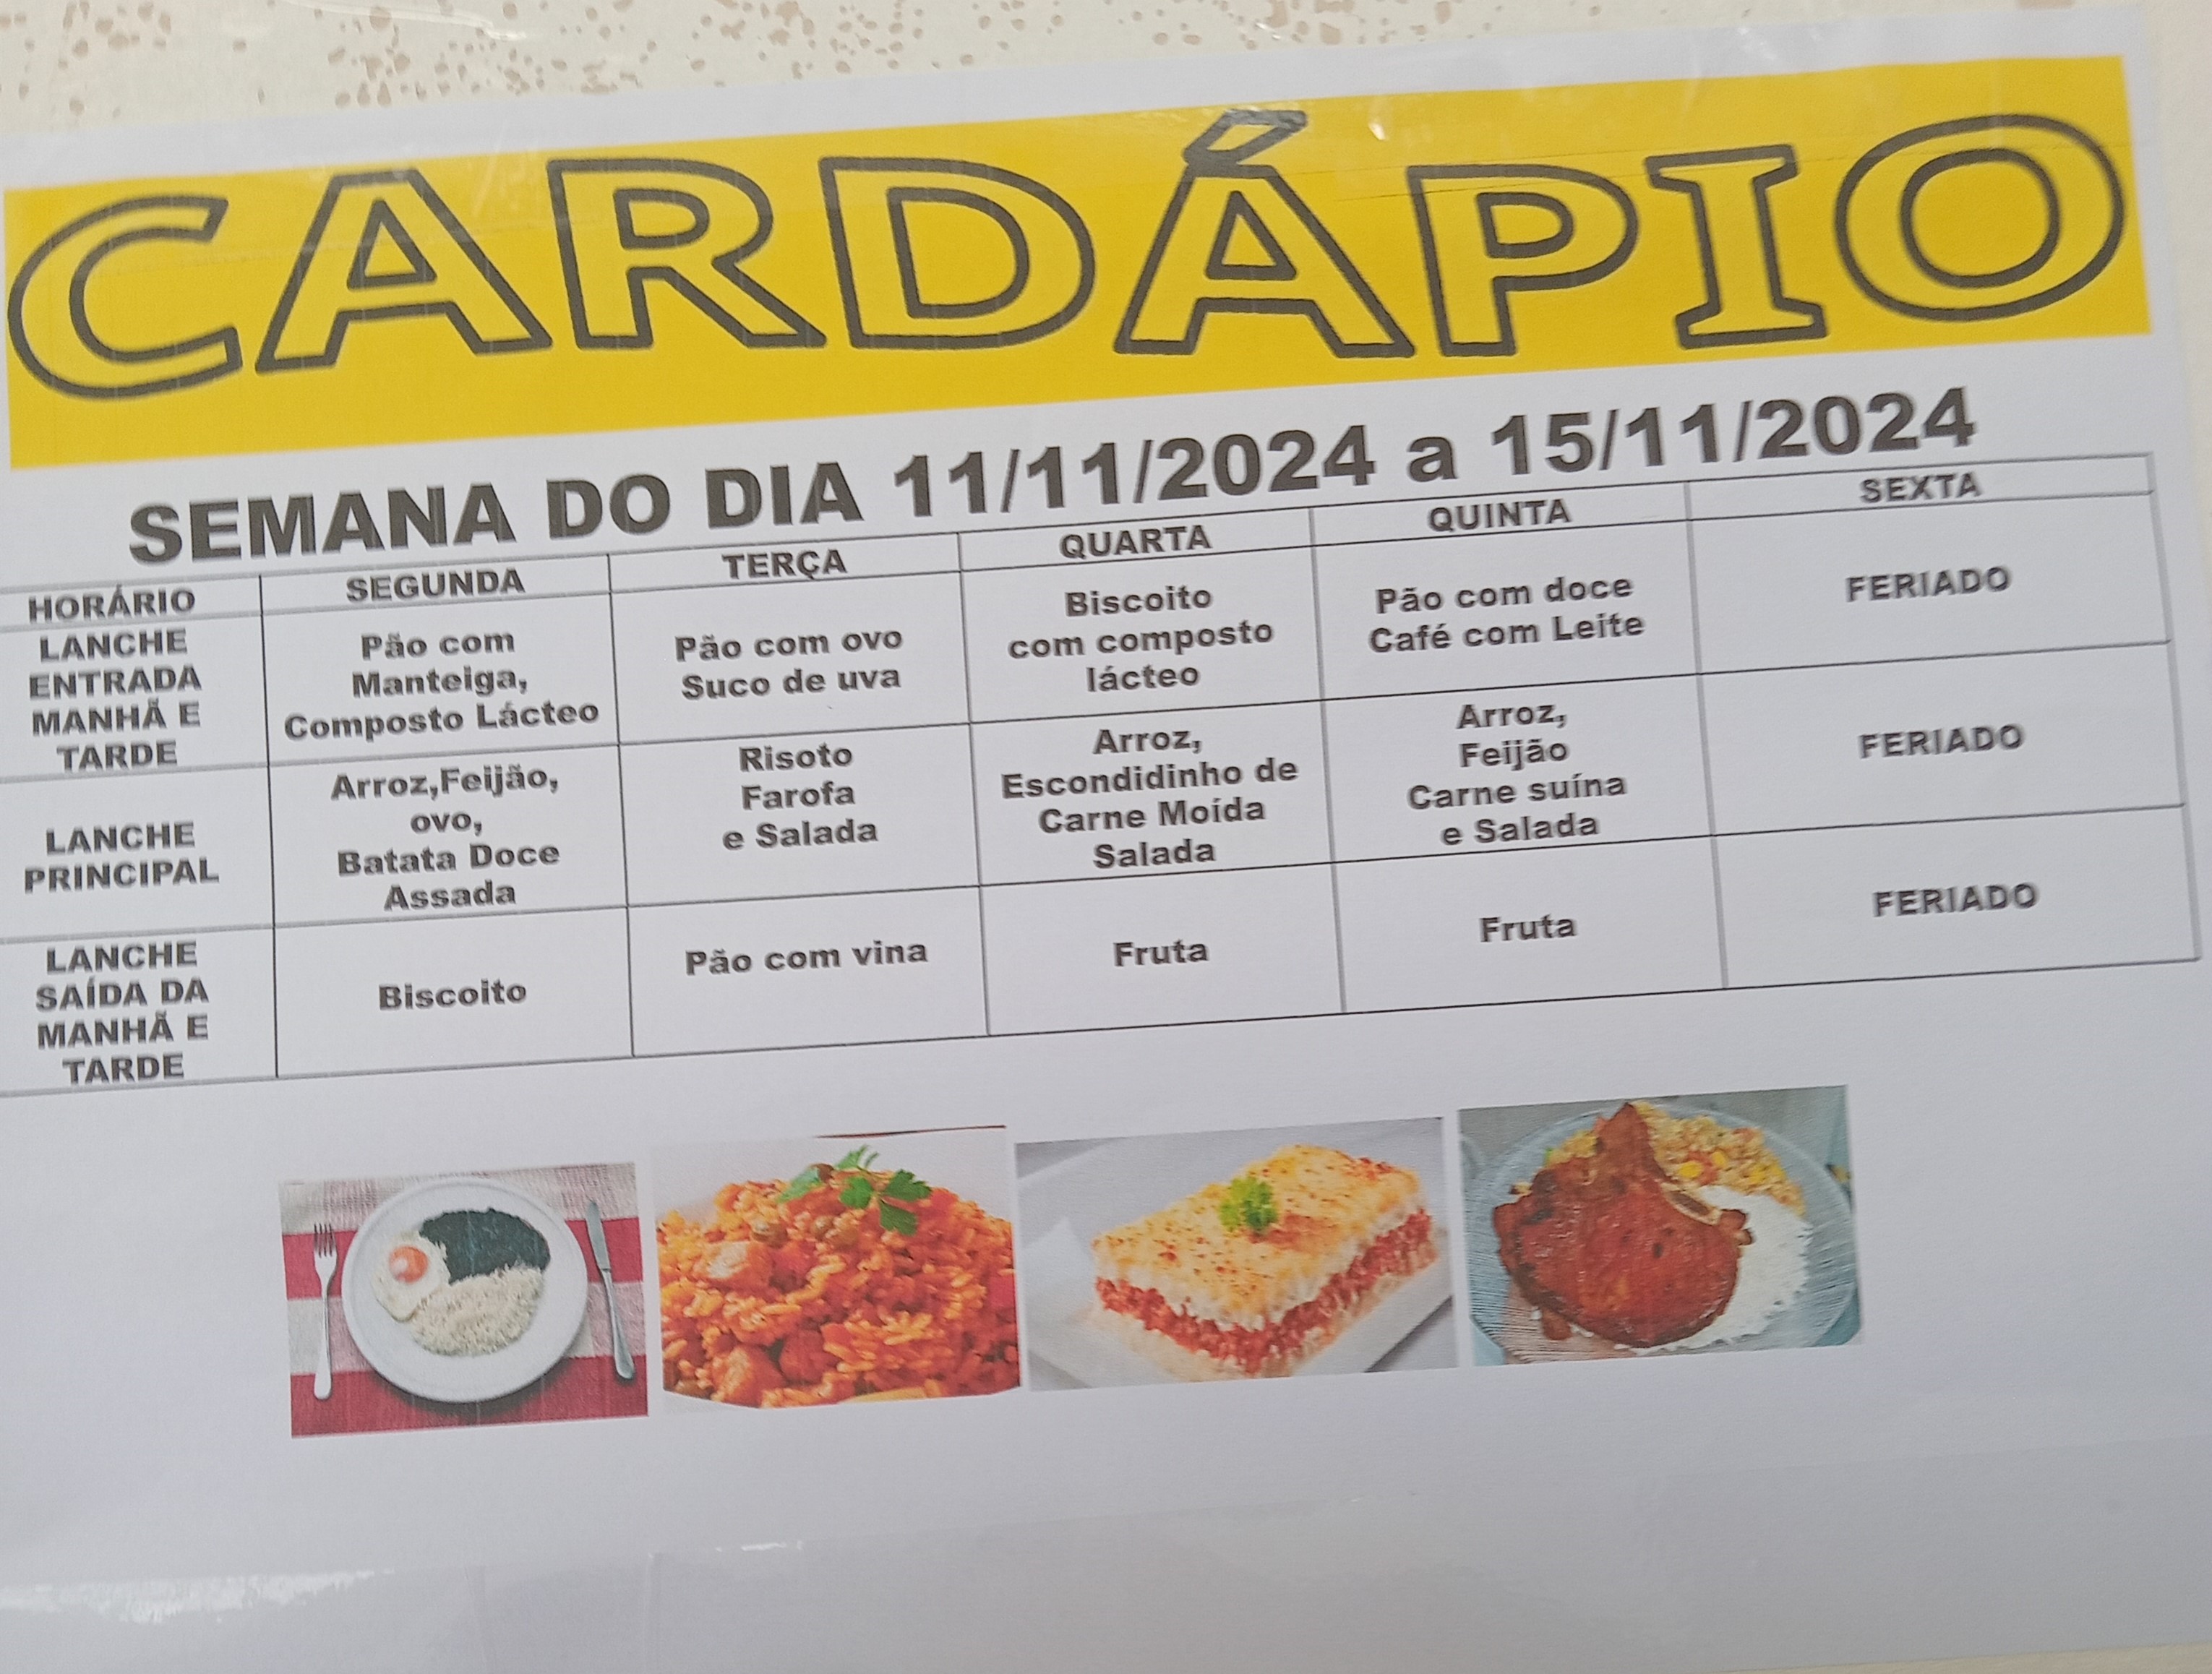 CARDÁPIO
SEMANA DO DIA 11/11/2024 a 15/11/2024
HORÁRIO
SEGUNDA
TERÇA
QUARTA
QUINTA
SEXTA
LANCHE
ENTRADA
MANHÃ E
TARDE
Pão com
Manteiga,
Composto Lácteo
Pão com ovo
Suco de uva
Biscoito
com composto
lácteo
Pão com doce
Café com Leite
FERIADO
LANCHE
PRINCIPAL
Arroz,Feijão,
ovo,
Batata Doce
Assada
Risoto
Farofa
e Salada
Arroz,
Escondidinho de
Carne Moída
Salada
Arroz,
Feijão
Carne suína
e Salada
FERIADO
LANCHE
SAÍDA DA
MANHÃ E
TARDE
Biscoito
Pão com vina
Fruta
Fruta
FERIADO